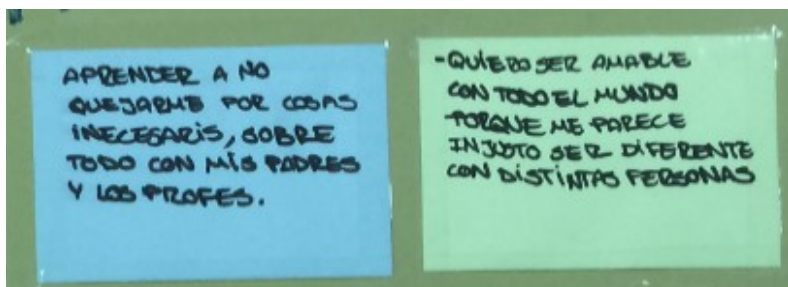 APRENDER A NO
QUEJARME POR COSAS
INECESARIS, SOBRE
TODO CON MIS PADRES
Y LOS PROFES.
-QUIERO SER AMABLE
CON TODO EL MUNDO
PORQUE ME PARECE
INJUSTO SER DIFERENTE
CON DISTINTAS PERSONAS